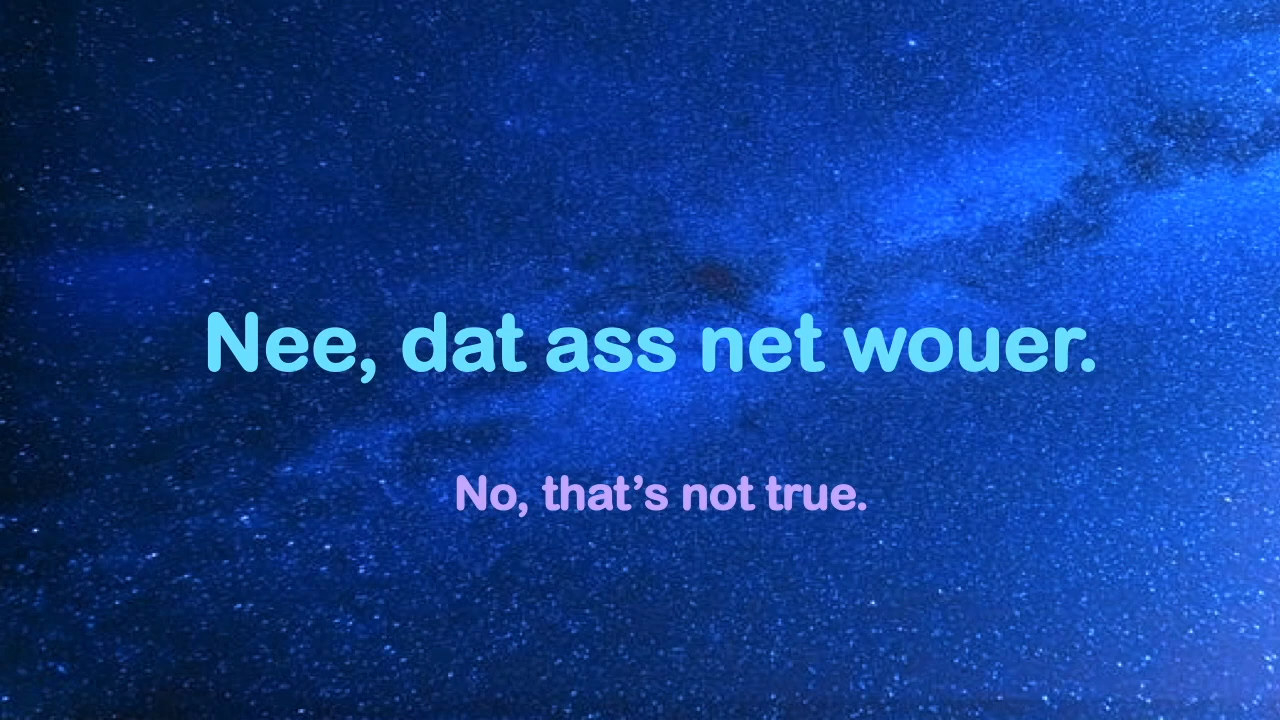 Nee, dat ass net wouer.
No, that’s not true.